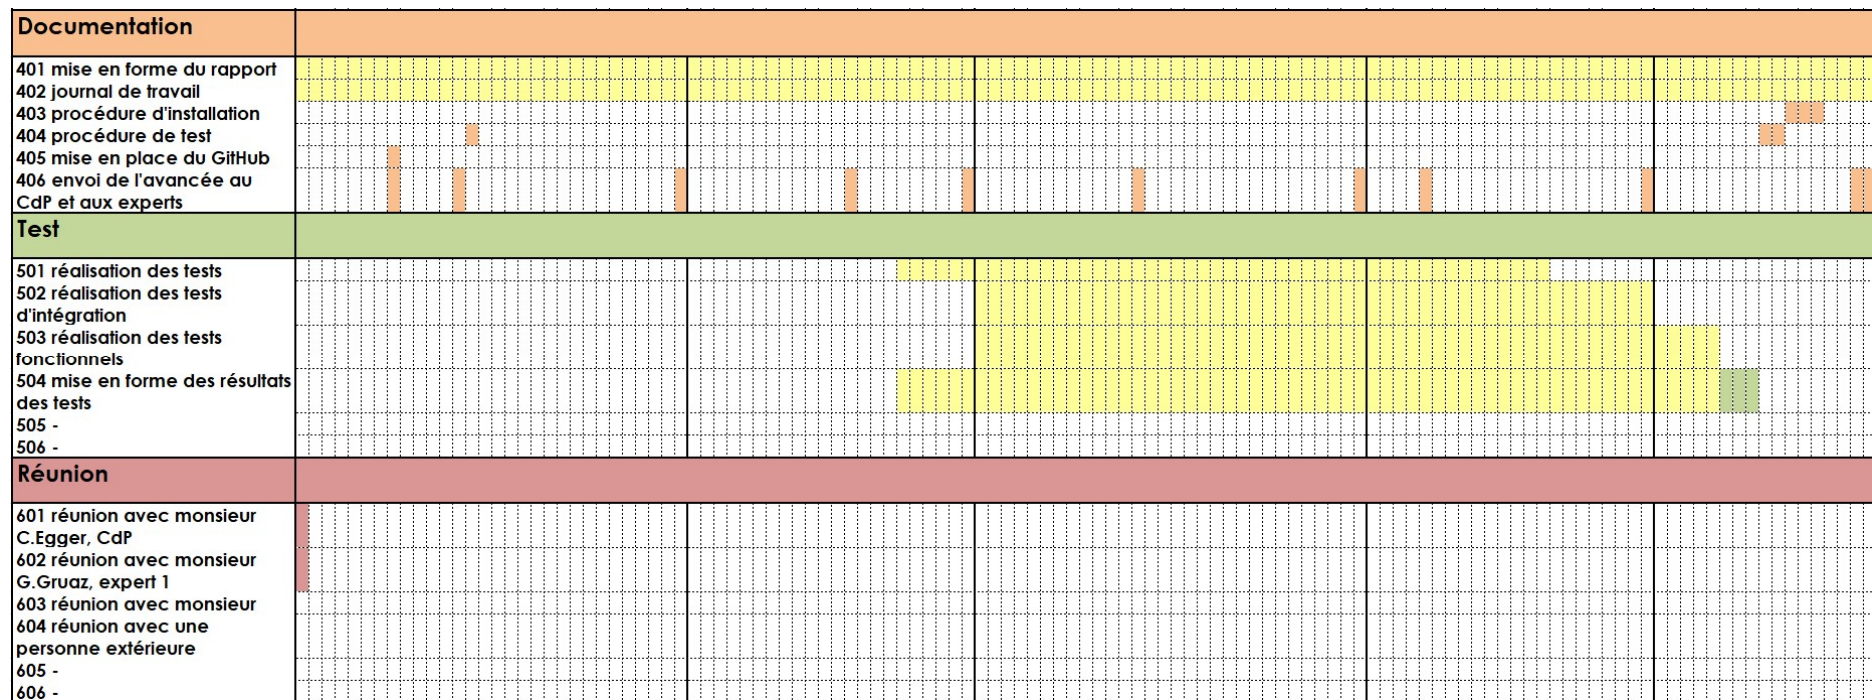 Documentation
401 mise en forme du rapport
402 journal de travail
403 procédure d'installation
404 procédure de test
405 mise en place du GitHub
406 envoi de l'avancée au
CdP et aux experts
Test
501 réalisation des tests
502 réalisation des tests
d'intégration
503 réalisation des tests
fonctionnels
504 mise en forme des résultats
des tests
505 -
506 -
Réunion
601 réunion avec monsieur
C.Egger, CdP
602 réunion avec monsieur
G.Gruaz, expert 1
603 réunion avec monsieur
604 réunion avec une
personne extérieure
605 -
606 -